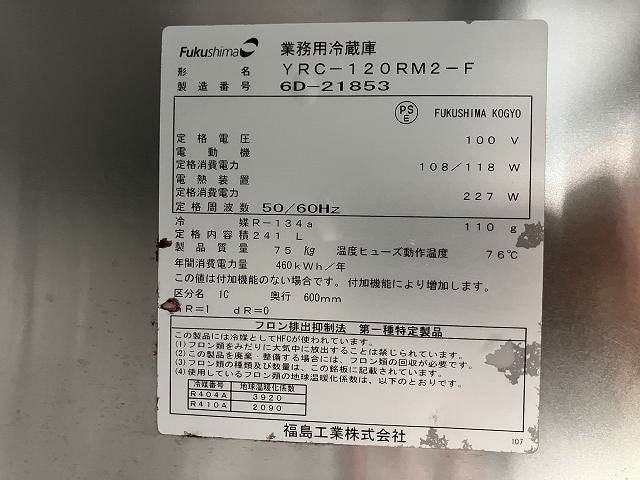 Fukushima 業務用冷蔵庫
形名 YRC-120RM2-F
製造番号 6D-21853
PSE FUKUSHIMA KOGYO
定格電圧 100 V
電動機
定格消費電力 108/118 W
電熱装置
定格消費電力 227 W
定格周波数 50/60Hz
冷媒 R-134a 110 g
定格内容積 241 L
製品質量 75 kg 温度ヒューズ動作温度 76℃
年間消費電力量 460kWh/年
この値は付加機能のない場合です。付加機能により増加します。
区分名 1C 奥行 600mm
R=1 dR=0
フロン排出抑制法 第一種特定製品
この製品には冷媒としてHFCが使われています。
(1)フロン類をみだりに大気中に放出することは禁じられています。
(2)この製品を廃棄・整備する場合には、フロン類の回収が必要です。
(3)フロン類の種類及び数量は、この銘板に記載されています。
(4)使用しているフロン類の地球温暖化係数は、以下のとおりです。
冷媒番号 地球温暖化係数
R404A 3920
R410A 2090
福島工業株式会社
107